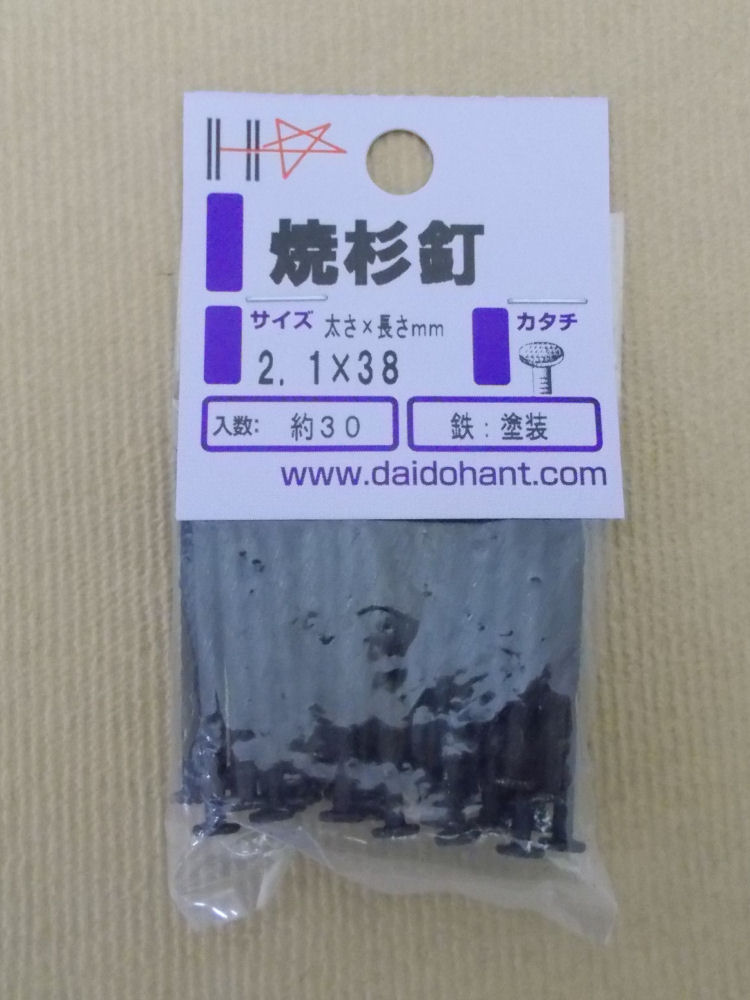 H
焼杉釘
サイズ 太さ×長さmm
2.1×38
カタチ
入数: 約30
鉄:塗装
www.daidohant.com